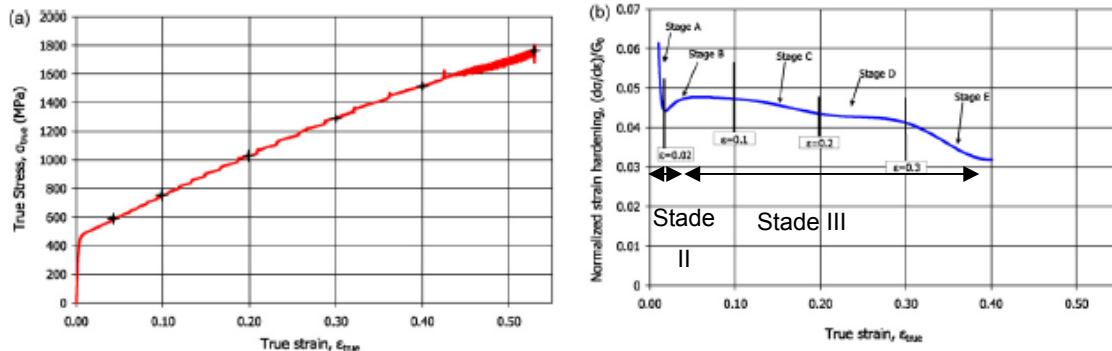 (a)
True Stress, σtrue (MPa)
2000
1800
1600
1400
1200
1000
800
600
400
200
0
0.00 0.10 0.20 0.30 0.40 0.50
True strain, εtrue
(b)
Normalized strain hardening, (dσ/dε)/G0
0.07
0.06
0.05
0.04
0.03
0.02
0.01
0
Stage A
Stage B
Stage C
Stage D
Stage E
ε=0.02
ε=0.1
ε=0.2
ε=0.3
Stade
II
Stade III
0.00 0.10 0.20 0.30 0.40
True strain, εtrue